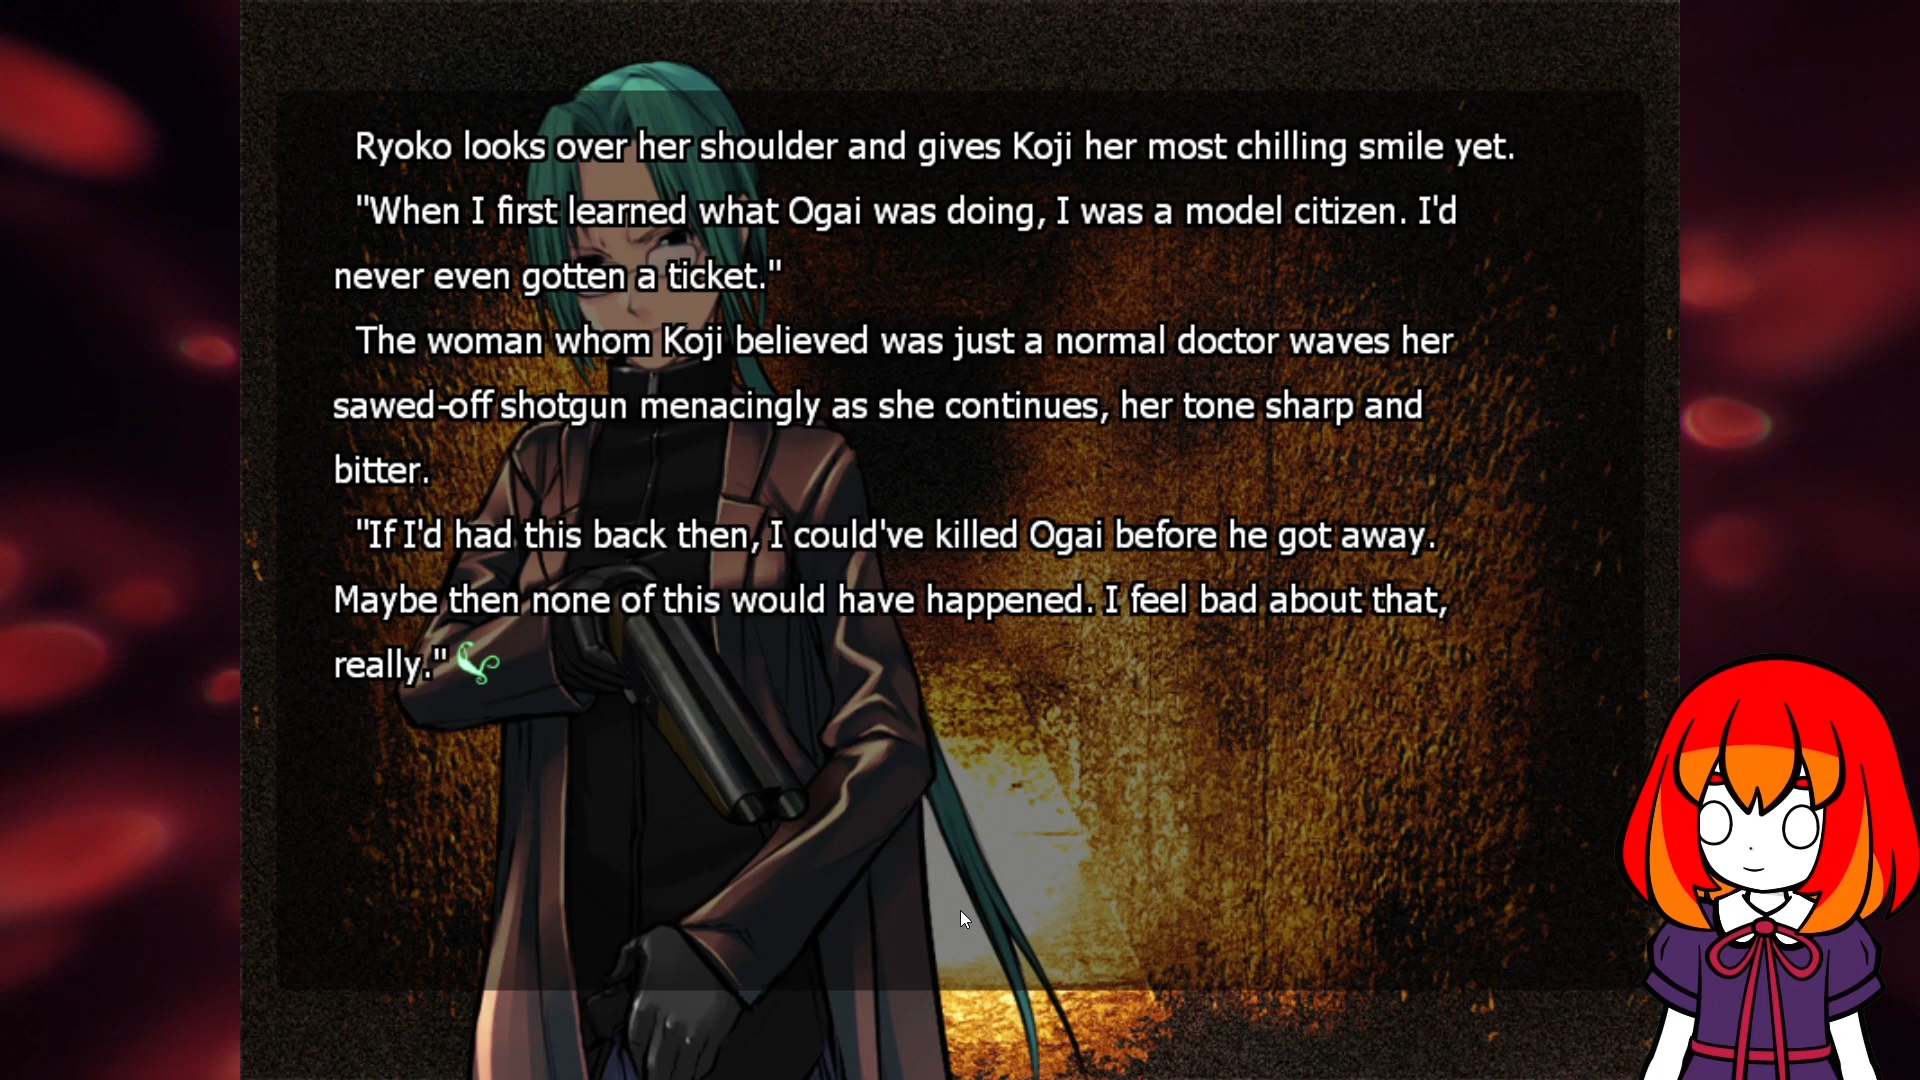 Ryoko looks over her shoulder and gives Koji her most chilling smile yet.
"When I first learned what Ogai was doing, I was a model citizen. I'd
never even gotten a ticket."
The woman whom Koji believed was just a normal doctor waves her
sawed-off shotgun menacingly as she continues, her tone sharp and
bitter.
"If I'd had this back then, I could've killed Ogai before he got away.
Maybe then none of this would have happened. I feel bad about that,
really."